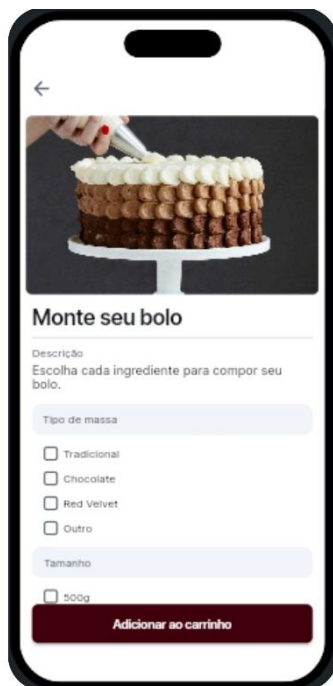 Monte seu bolo
Descrição
Escolha cada ingrediente para compor seu
bolo.
Tipo de massa
Tradicional
Chocolate
Red Velvet
Outro
Tamanho
500g
Adicionar ao carrinho